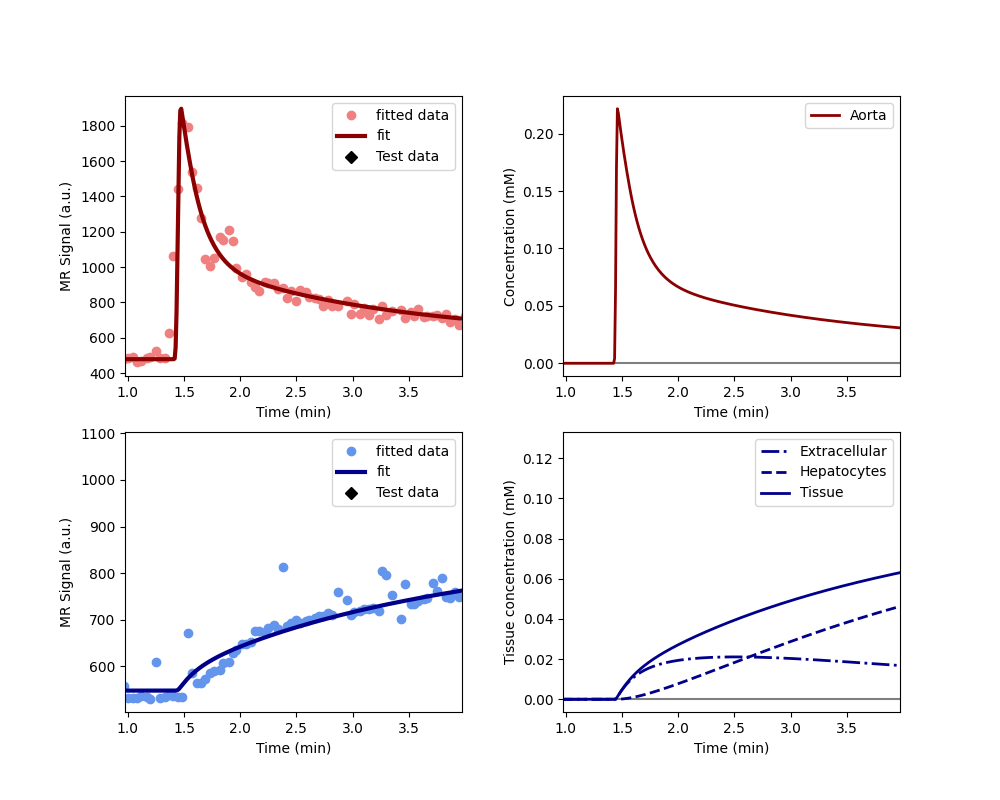 MR Signal (a.u.)
1800
1600
1400
1200
1000
800
600
400
fitted data
fit
Test data
1.0 1.5 2.0 2.5 3.0 3.5
Time (min)
Concentration (mM)
0.20
0.15
0.10
0.05
0.00
Aorta
1.0 1.5 2.0 2.5 3.0 3.5
Time (min)
MR Signal (a.u.)
1100
1000
900
800
700
600
fitted data
fit
Test data
1.0 1.5 2.0 2.5 3.0 3.5
Time (min)
Tissue concentration (mM)
0.12
0.10
0.08
0.06
0.04
0.02
0.00
Extracellular
Hepatocytes
Tissue
1.0 1.5 2.0 2.5 3.0 3.5
Time (min)